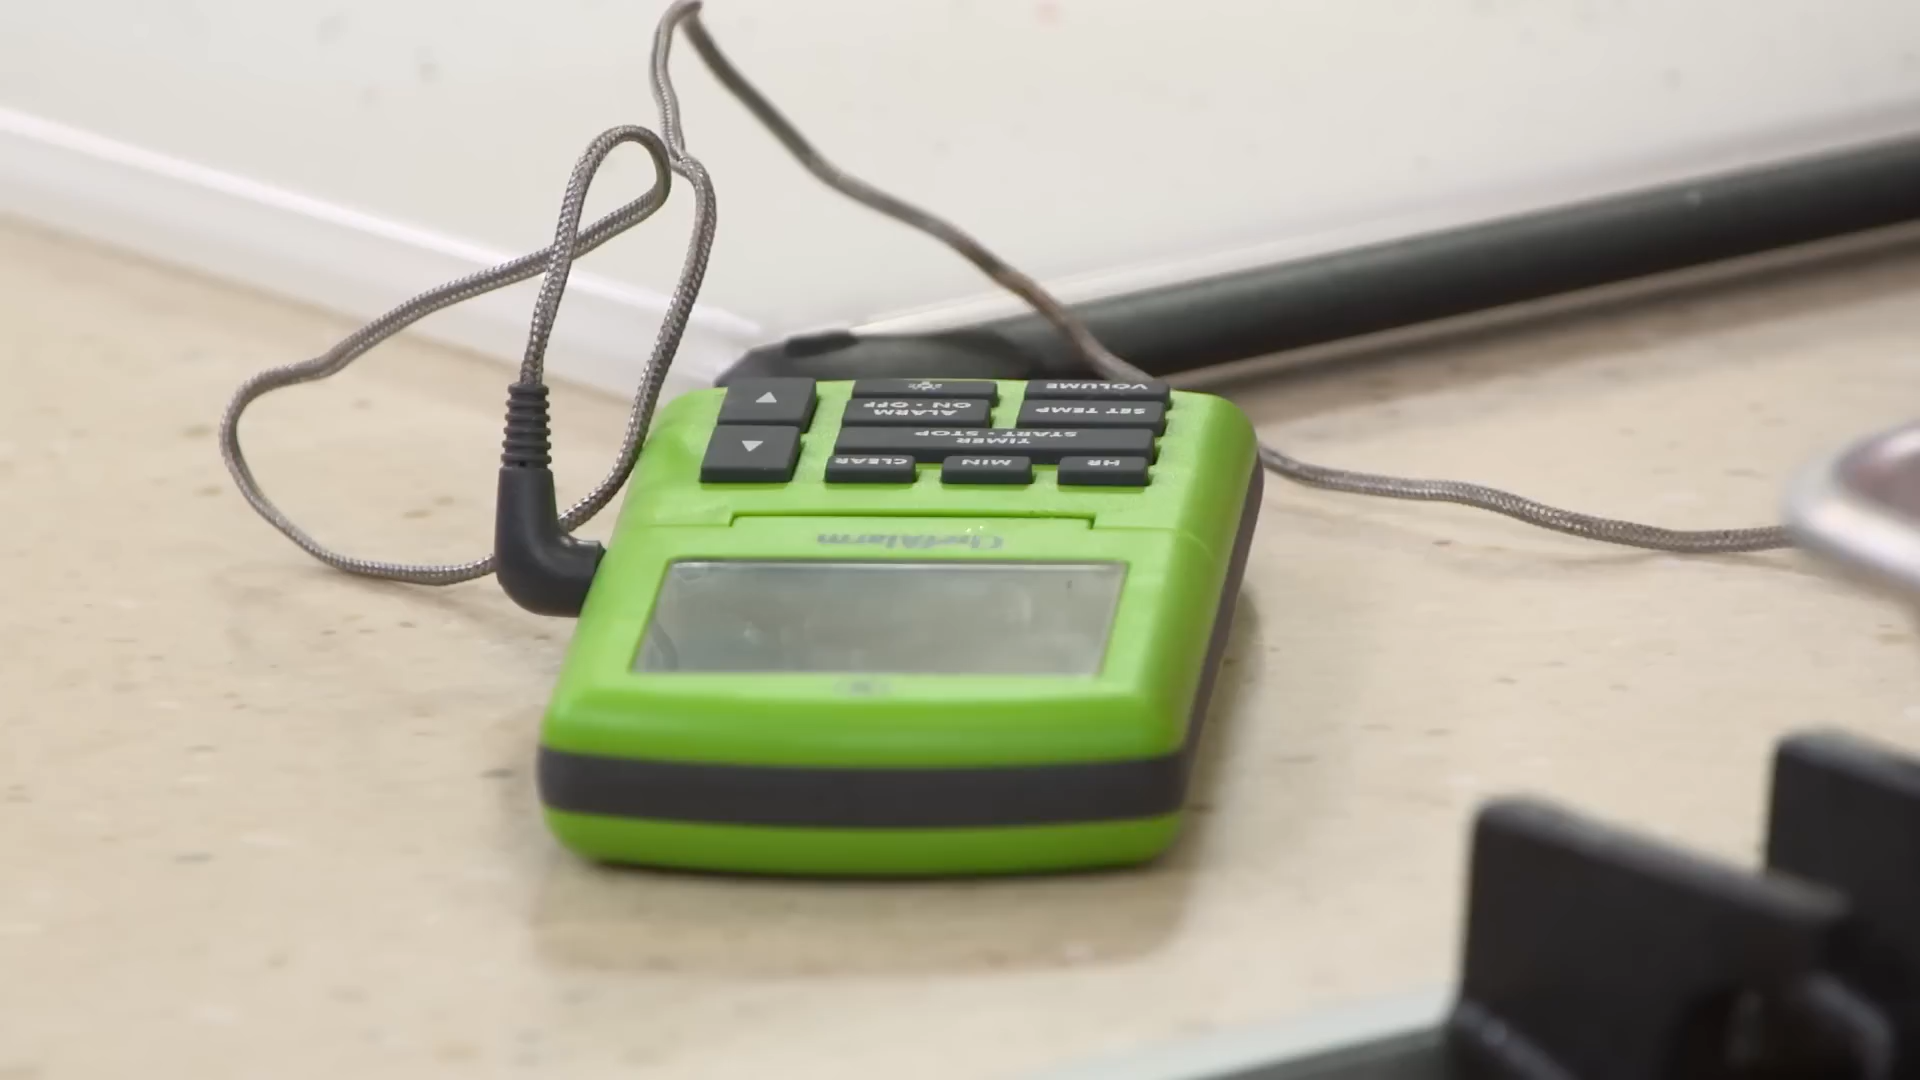 ChefAlarm
HR
MIN
CLEAR
TIMER
START • STOP
SET TEMP
ALARM
ON • OFF
VOLUME